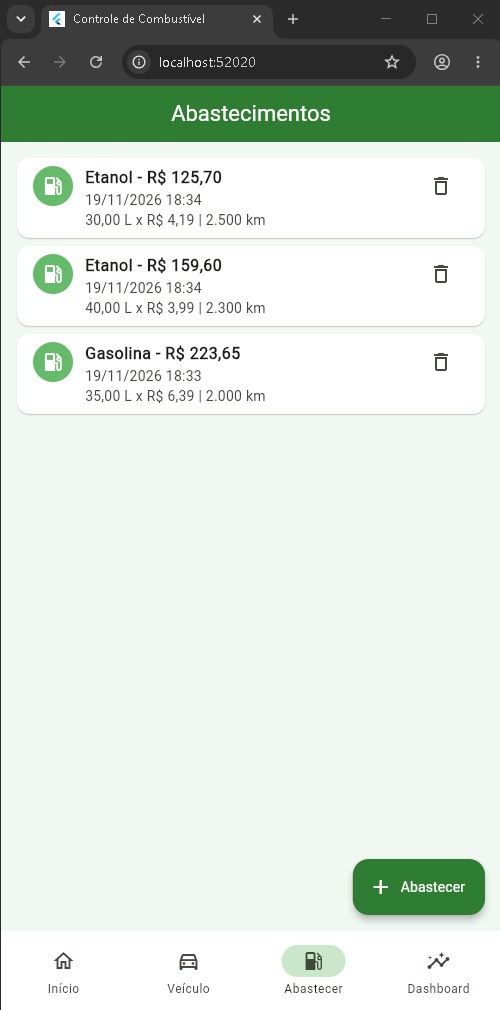 Controle de Combustível
localhost:52020
Abastecimentos
Etanol - R$ 125,70
19/11/2026 18:34
30,00 L x R$ 4,19 | 2.500 km
Etanol - R$ 159,60
19/11/2026 18:34
40,00 L x R$ 3,99 | 2.300 km
Gasolina - R$ 223,65
19/11/2026 18:33
35,00 L x R$ 6,39 | 2.000 km
Abastecer
Início
Veículo
Abastecer
Dashboard